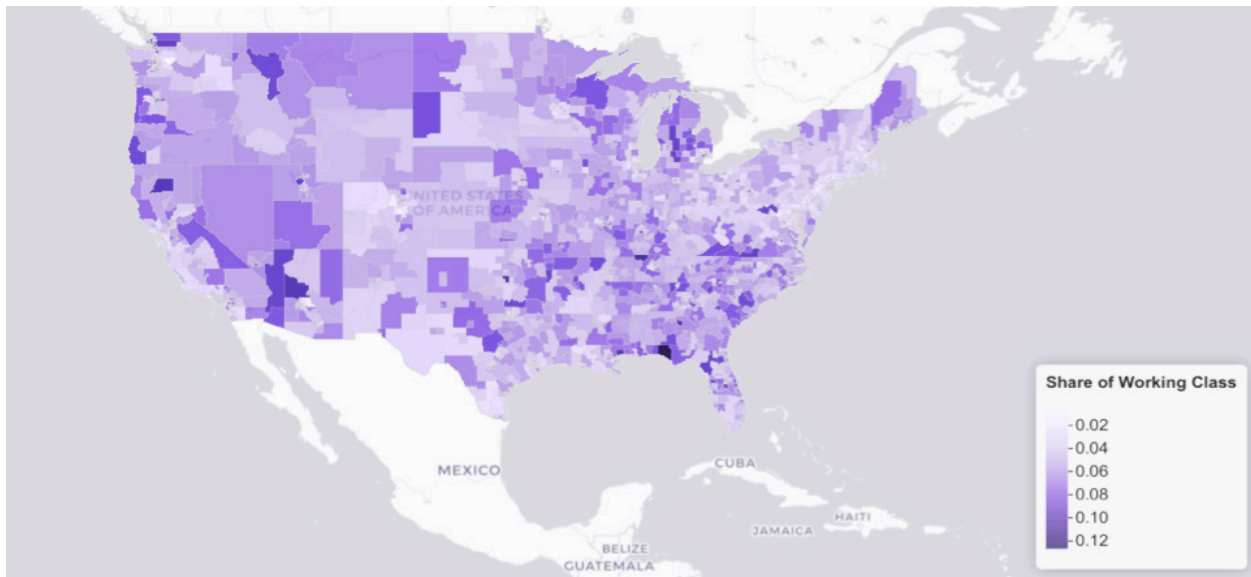 UNITED STATES
OF AMERICA
MEXICO
CUBA
HAITI
JAMAICA
BELIZE
GUATEMALA
Share of Working Class
0.02
0.04
0.06
0.08
0.10
0.12